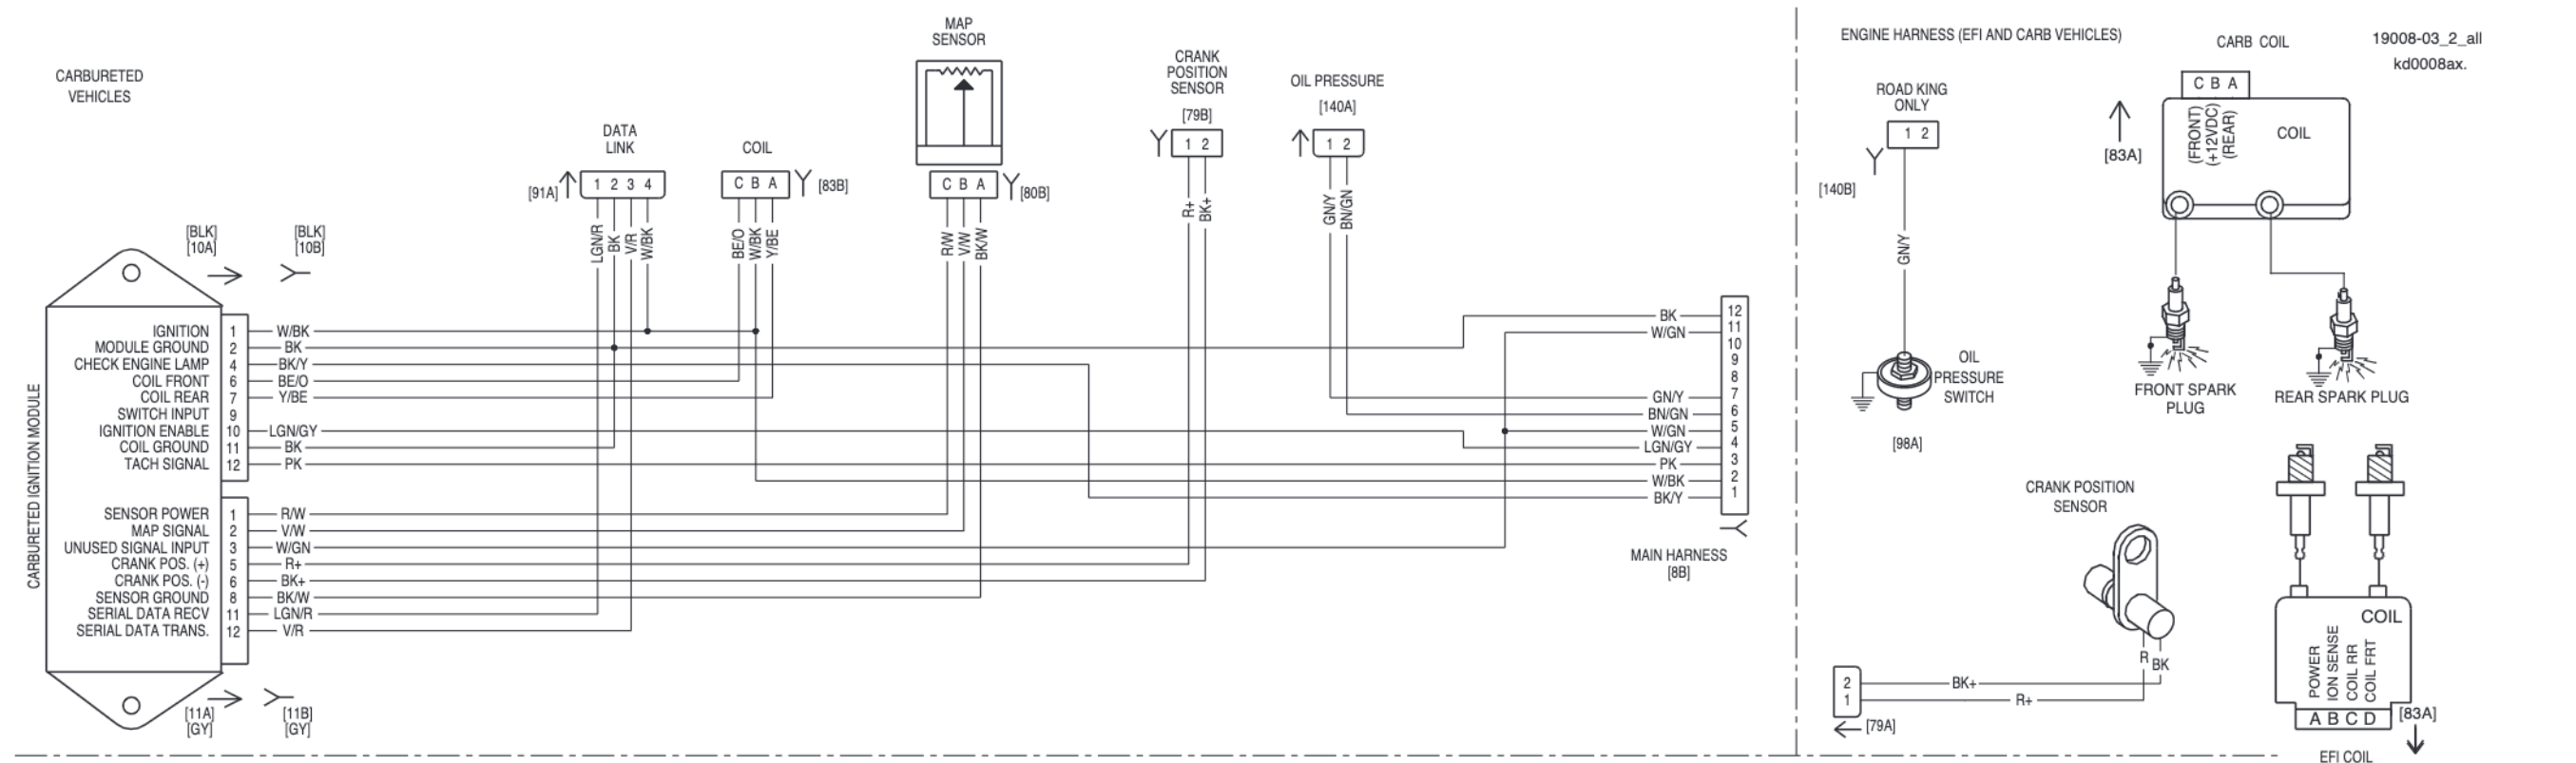 CARBURETED
VEHICLES
MAP
SENSOR
DATA
LINK
[91A]
1 2 3 4
COIL
C B A
[83B]
C B A
[80B]
CRANK
POSITION
SENSOR
[79B]
1 2
OIL PRESSURE
[140A]
1 2
LGN/R
BK
V/R
W/BK
BE/O
W/BK
Y/BE
R/W
V/W
BK/W
R+
BK+
GN/Y
BN/GN
[BLK]
[10A]
[BLK]
[10B]
CARBURETED IGNITION MODULE
IGNITION 1 W/BK
MODULE GROUND 2 BK
CHECK ENGINE LAMP 4 BK/Y
COIL FRONT 6 BE/O
COIL REAR 7 Y/BE
SWITCH INPUT 9
IGNITION ENABLE 10 LGN/GY
COIL GROUND 11 BK
TACH SIGNAL 12 PK
SENSOR POWER 1 R/W
MAP SIGNAL 2 V/W
UNUSED SIGNAL INPUT 3 W/GN
CRANK POS. (+) 5 R+
CRANK POS. (-) 6 BK+
SENSOR GROUND 8 BK/W
SERIAL DATA RECV 11 LGN/R
SERIAL DATA TRANS. 12 V/R
[11A]
[GY]
[11B]
[GY]
BK 12
W/GN 11
10
9
8
GN/Y 7
BN/GN 6
W/GN 5
LGN/GY 4
PK 3
W/BK 2
BK/Y 1
MAIN HARNESS
[8B]
ENGINE HARNESS (EFI AND CARB VEHICLES)
ROAD KING
ONLY
1 2
[140B]
GN/Y
OIL
PRESSURE
SWITCH
[98A]
CARB COIL
C B A
(FRONT)
(+12VDC)
(REAR)
COIL
[83A]
19008-03_2_all
kd0008ax.
FRONT SPARK
PLUG
REAR SPARK PLUG
CRANK POSITION
SENSOR
R
BK
2 BK+
1 R+
[79A]
COIL
POWER
ION SENSE
COIL RR
COIL FRT
A B C D
[83A]
EFI COIL